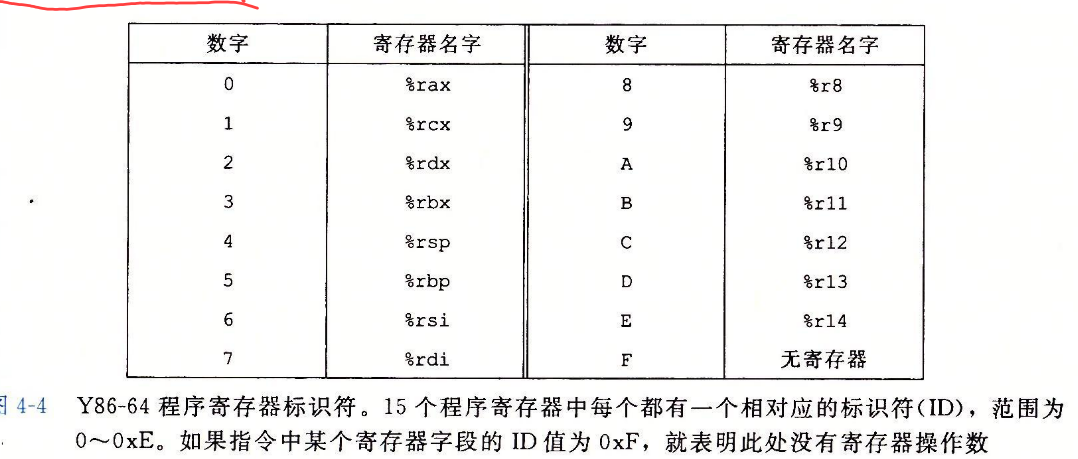 数字 寄存器名字 数字 寄存器名字
0 %rax 8 %r8
1 %rcx 9 %r9
2 %rdx A %r10
3 %rbx B %r11
4 %rsp C %r12
5 %rbp D %r13
6 %rsi E %r14
7 %rdi F 无寄存器
图 4-4 Y86-64 程序寄存器标识符。15 个程序寄存器中每个都有一个相对应的标识符(ID)，范围为
0～0xE。如果指令中某个寄存器字段的 ID 值为 0xF，就表明此处没有寄存器操作数